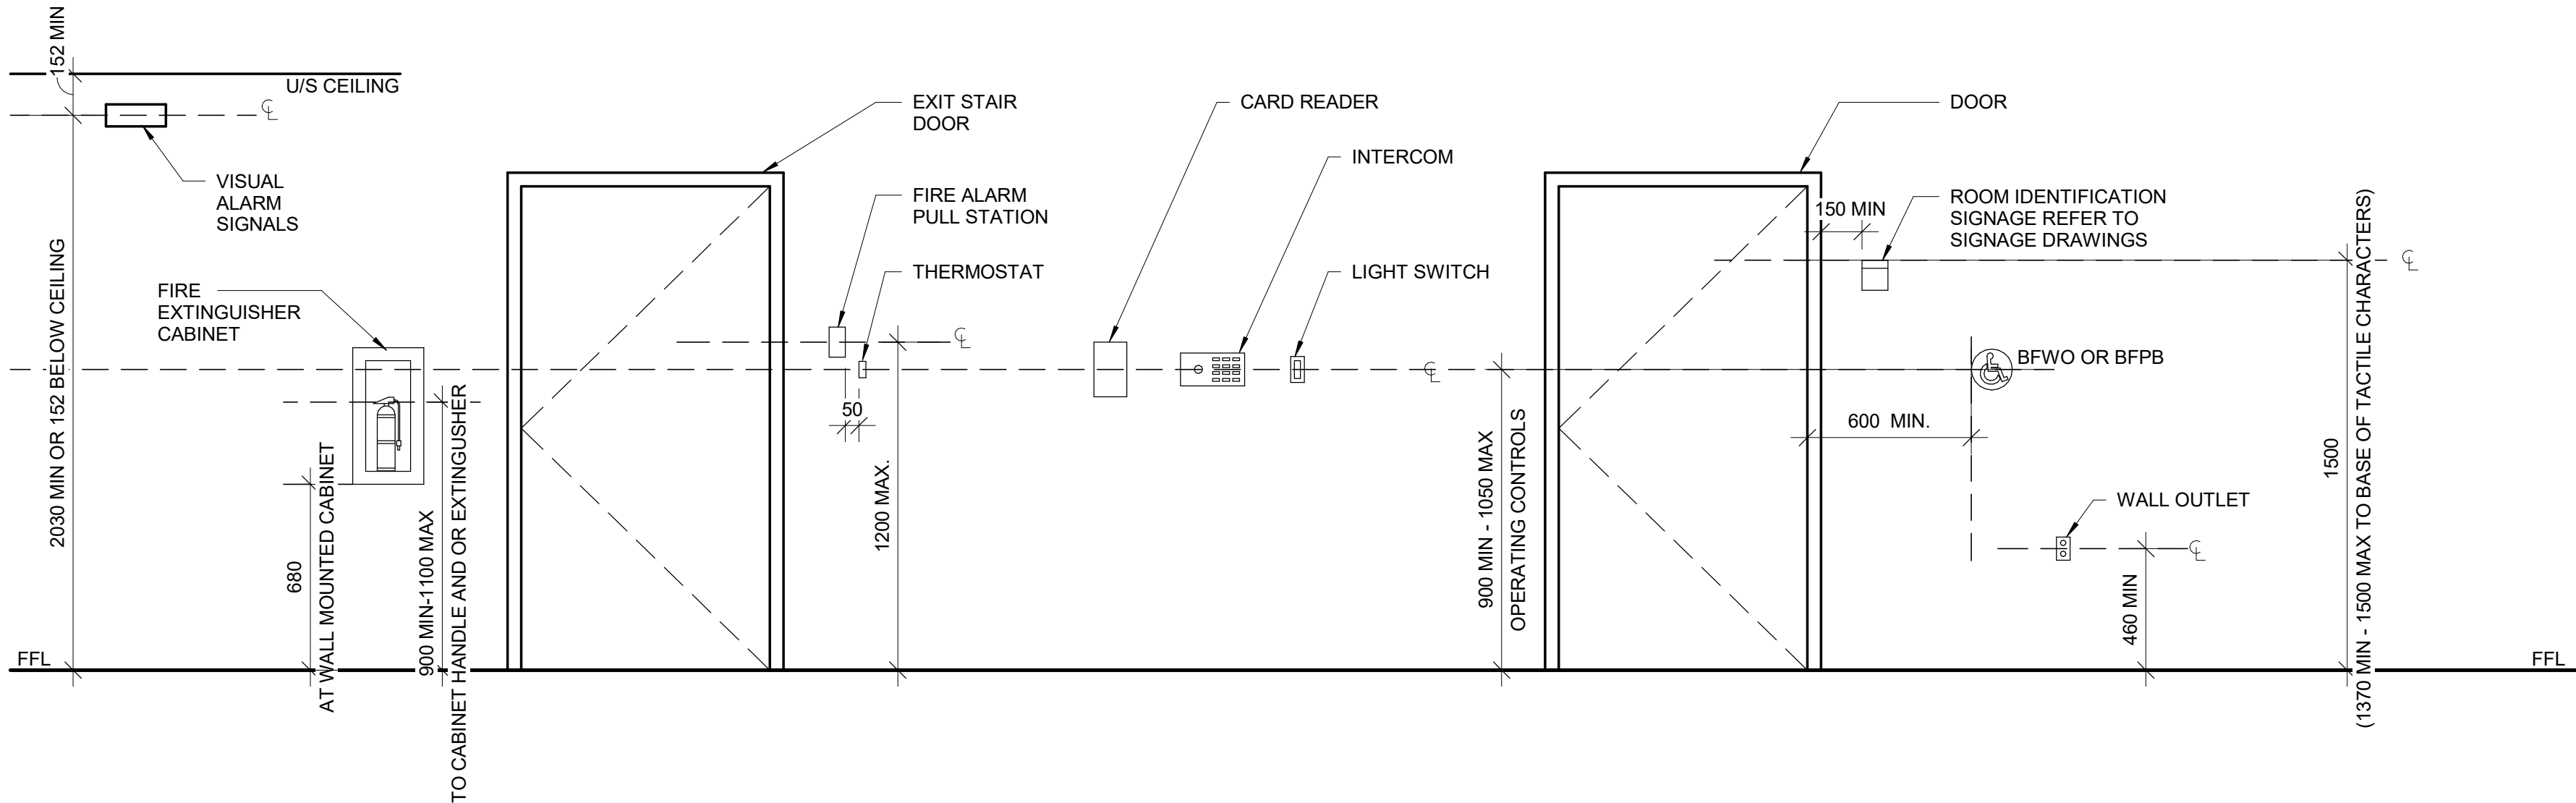 152 MIN
U/S CEILING
℄
VISUAL
ALARM
SIGNALS
2030 MIN OR 152 BELOW CEILING
FIRE
EXTINGUISHER
CABINET
680
AT WALL MOUNTED CABINET
900 MIN-1100 MAX
TO CABINET HANDLE AND OR EXTINGUSHER
FFL
EXIT STAIR
DOOR
FIRE ALARM
PULL STATION
THERMOSTAT
℄
50
1200 MAX.
CARD READER
INTERCOM
LIGHT SWITCH
℄
900 MIN - 1050 MAX
OPERATING CONTROLS
DOOR
150 MIN
ROOM IDENTIFICATION
SIGNAGE REFER TO
SIGNAGE DRAWINGS
℄
BFWO OR BFPB
600 MIN.
WALL OUTLET
℄
460 MIN
1500
(1370 MIN - 1500 MAX TO BASE OF TACTILE CHARACTERS)
FFL